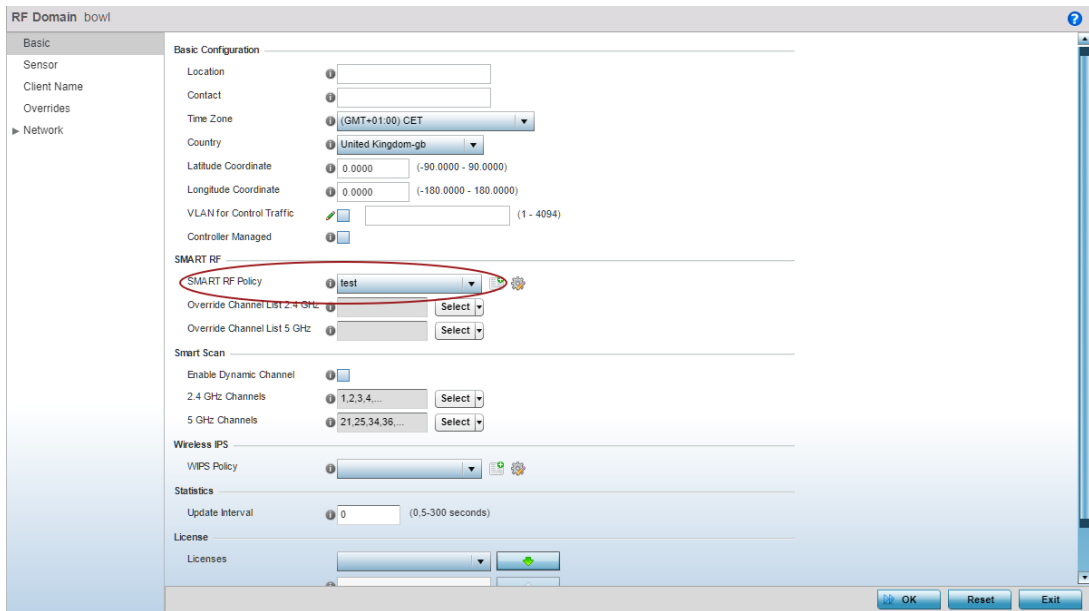 RF Domain bowl
Basic
Sensor
Client Name
Overrides
Network
Basic Configuration
Location
Contact
Time Zone (GMT+01:00) CET
Country United Kingdom-gb
Latitude Coordinate 0.0000 (-90.0000 - 90.0000)
Longitude Coordinate 0.0000 (-180.0000 - 180.0000)
VLAN for Control Traffic (1 - 4094)
Controller Managed
SMART RF
SMART RF Policy test
Override Channel List 2.4 GHz Select
Override Channel List 5 GHz Select
Smart Scan
Enable Dynamic Channel
2.4 GHz Channels 1,2,3,4,... Select
5 GHz Channels 21,25,34,36,... Select
Wireless IPS
WIPS Policy
Statistics
Update Interval 0 (0,5-300 seconds)
License
Licenses
OK Reset Exit